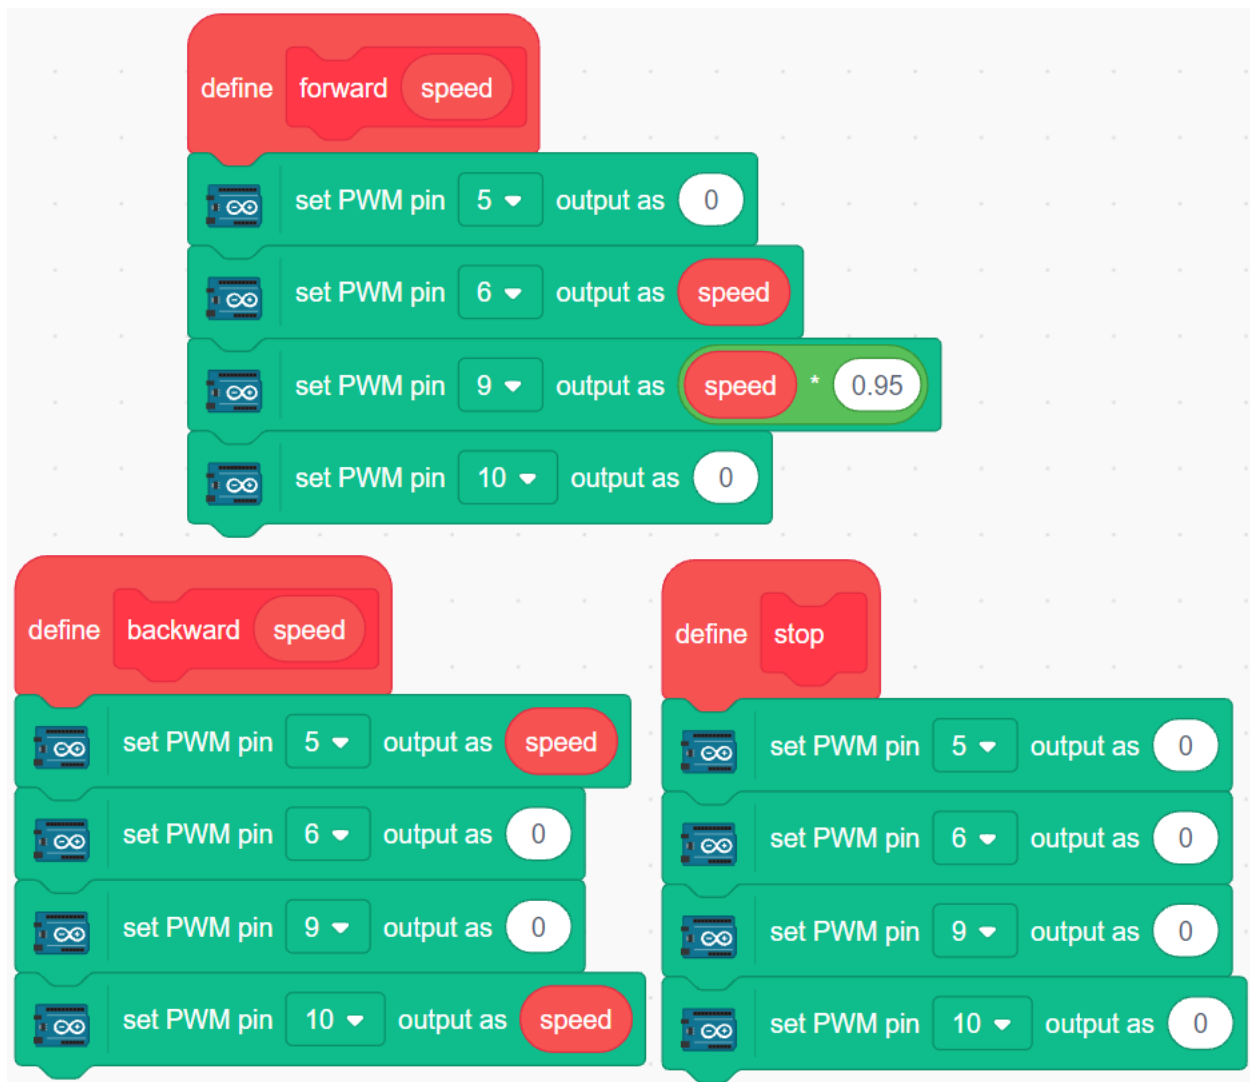 define forward speed
set PWM pin 5 output as 0
set PWM pin 6 output as speed
set PWM pin 9 output as speed * 0.95
set PWM pin 10 output as 0
define backward speed
set PWM pin 5 output as speed
set PWM pin 6 output as 0
set PWM pin 9 output as 0
set PWM pin 10 output as speed
define stop
set PWM pin 5 output as 0
set PWM pin 6 output as 0
set PWM pin 9 output as 0
set PWM pin 10 output as 0